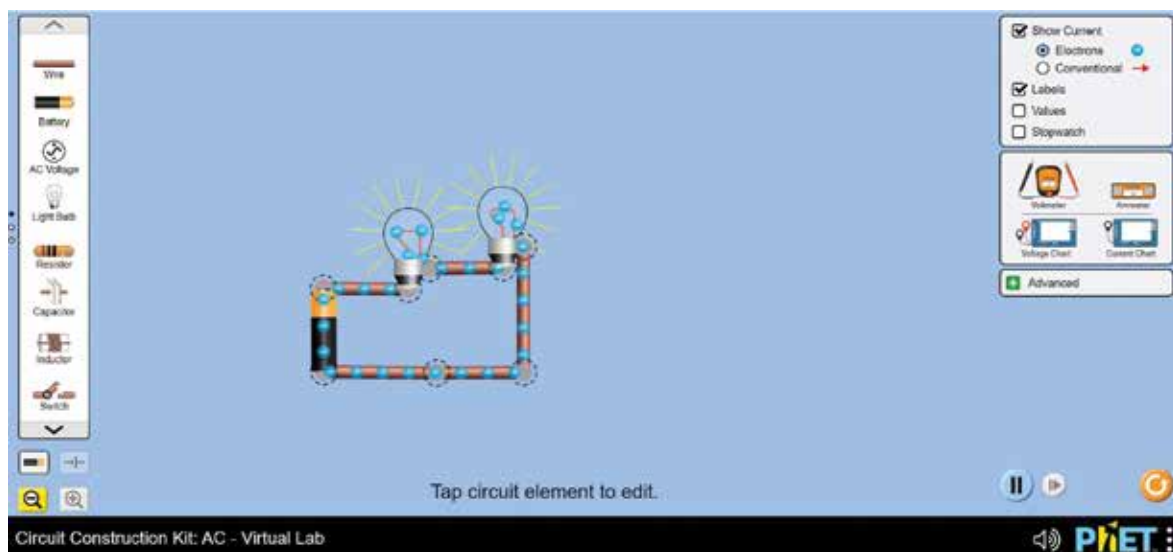 Wire
Battery
AC Voltage
Light Bulb
Resistor
Capacitor
Inductor
Switch
Show Current
Electrons
Conventional
Labels
Values
Stopwatch
Voltmeter
Ammeter
Voltage Chart
Current Chart
Advanced
Tap circuit element to edit.
Circuit Construction Kit: AC - Virtual Lab
PhET